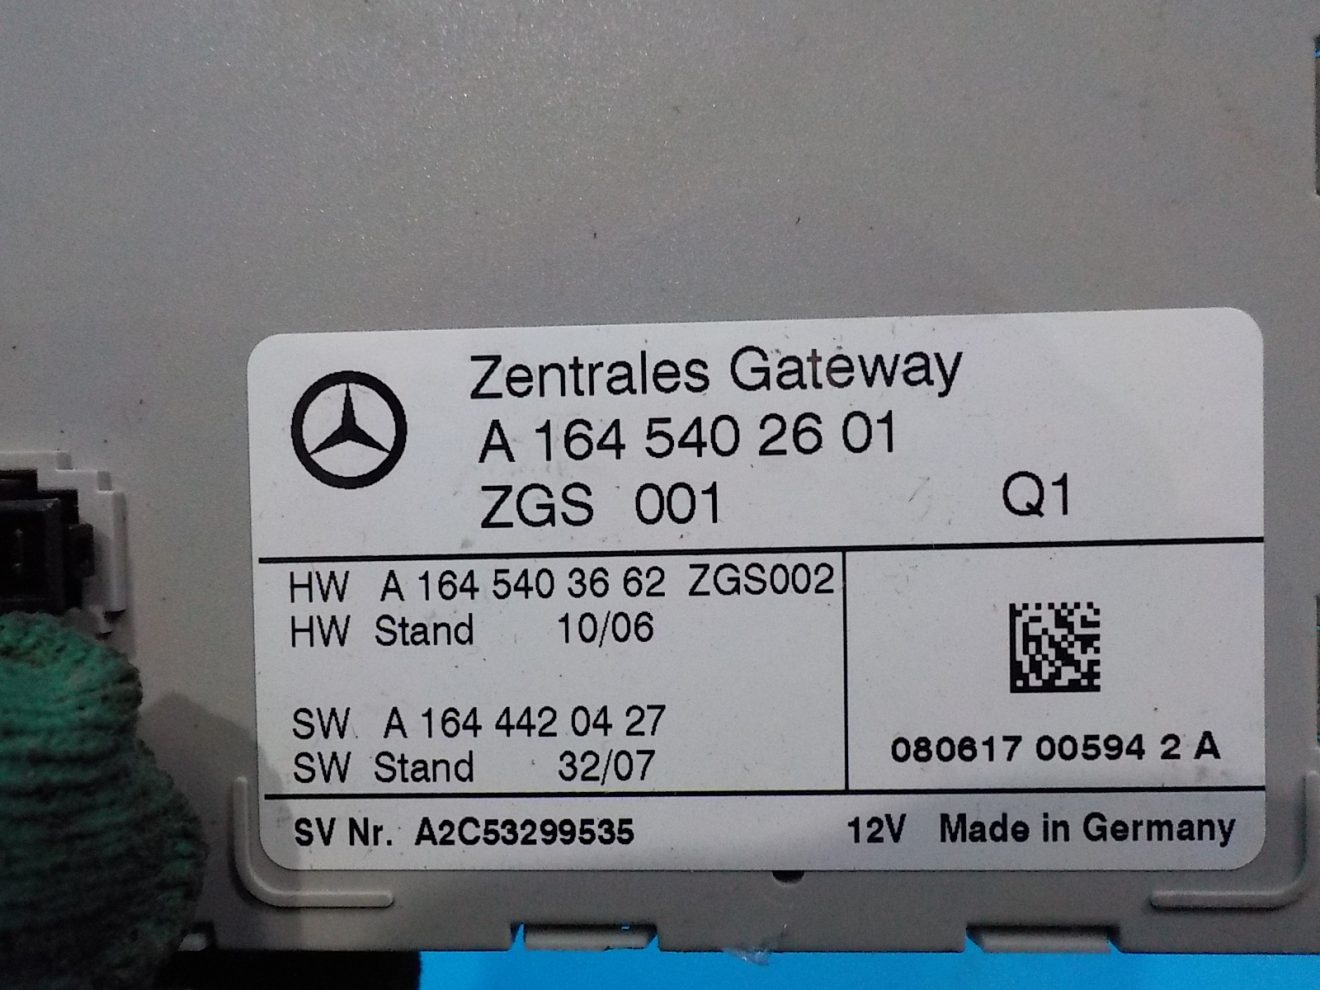 Zentrales Gateway
A 164 540 26 01
ZGS 001 Q1
HW A 164 540 36 62 ZGS002
HW Stand 10/06
SW A 164 442 04 27
SW Stand 32/07
080617 00594 2 A
SV Nr. A2C53299535 12V Made in Germany